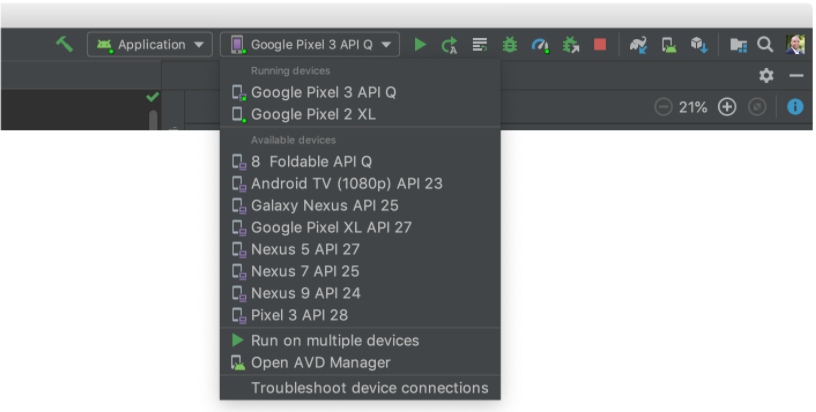 Application
Google Pixel 3 API Q
Running devices
Google Pixel 3 API Q
Google Pixel 2 XL
21%
Available devices
8  Foldable API Q
Android TV (1080p) API 23
Galaxy Nexus API 25
Google Pixel XL API 27
Nexus 5 API 27
Nexus 7 API 25
Nexus 9 API 24
Pixel 3 API 28
Run on multiple devices
Open AVD Manager
Troubleshoot device connections